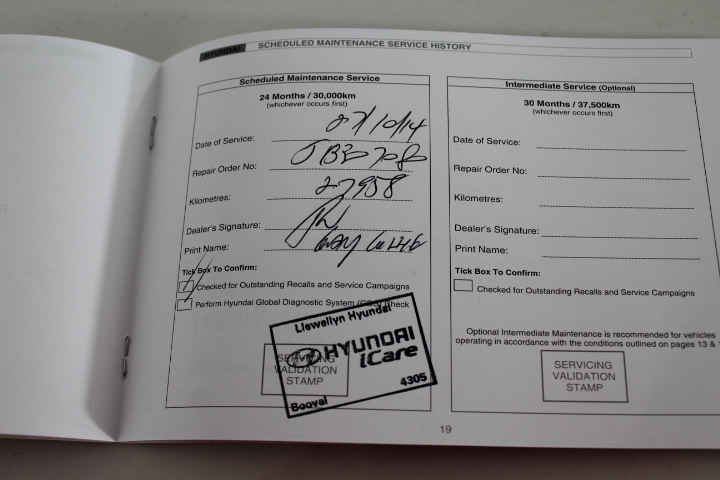 HYUNDAI SCHEDULED MAINTENANCE SERVICE HISTORY
Scheduled Maintenance Service
24 Months / 30,000km
(whichever occurs first)
Date of Service: 27/10/14
Repair Order No:
Kilometres: 27958
Dealer's Signature:
Print Name:
Tick Box To Confirm:
Checked for Outstanding Recalls and Service Campaigns
Perform Hyundai Global Diagnostic System (GDS) Check
SERVICING
VALIDATION
STAMP
Llewellyn Hyundai
HYUNDAI
iCare
Booval 4305
Intermediate Service (Optional)
30 Months / 37,500km
(whichever occurs first)
Date of Service:
Repair Order No:
Kilometres:
Dealer's Signature:
Print Name:
Tick Box To Confirm:
Checked for Outstanding Recalls and Service Campaigns
Optional Intermediate Maintenance is recommended for vehicles
operating in accordance with the conditions outlined on pages 13 &
SERVICING
VALIDATION
STAMP
19